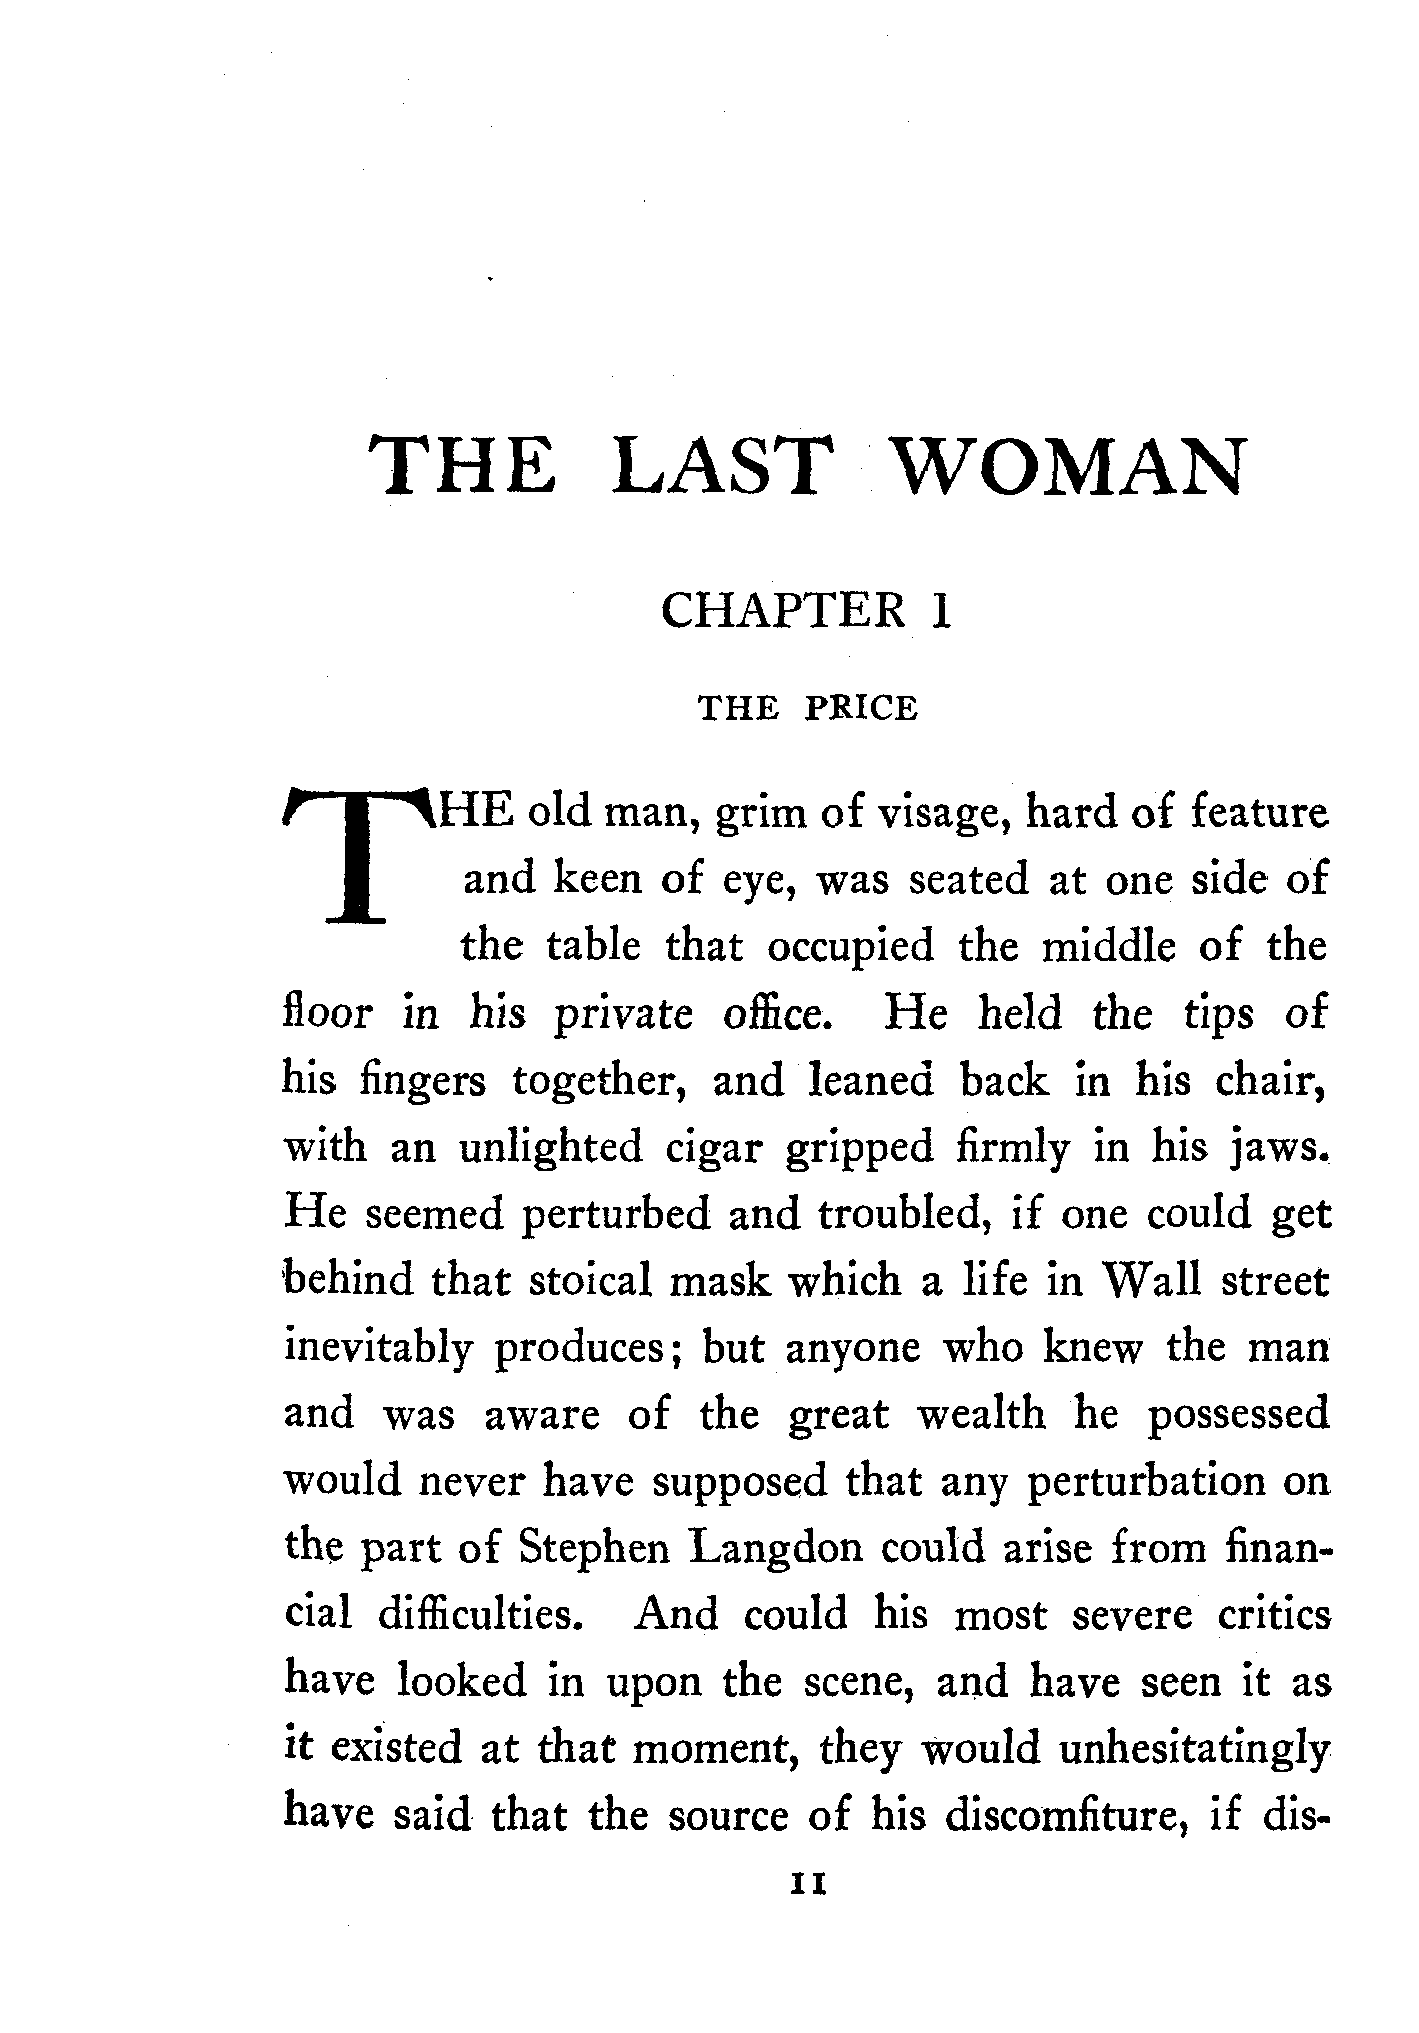 THE LAST WOMAN
CHAPTER 1
THE PRICE
THE old man, grim of visage, hard of feature
and keen of eye, was seated at one side of
the table that occupied the middle of the
floor in his private office. He held the tips of
his fingers together, and leaned back in his chair,
with an unlighted cigar gripped firmly in his jaws.
He seemed perturbed and troubled, if one could get
behind that stoical mask which a life in Wall street
inevitably produces; but anyone who knew the man
and was aware of the great wealth he possessed
would never have supposed that any perturbation on
the part of Stephen Langdon could arise from finan-
cial difficulties. And could his most severe critics
have looked in upon the scene, and have seen it as
it existed at that moment, they would unhesitatingly
have said that the source of his discomfiture, if dis-
11